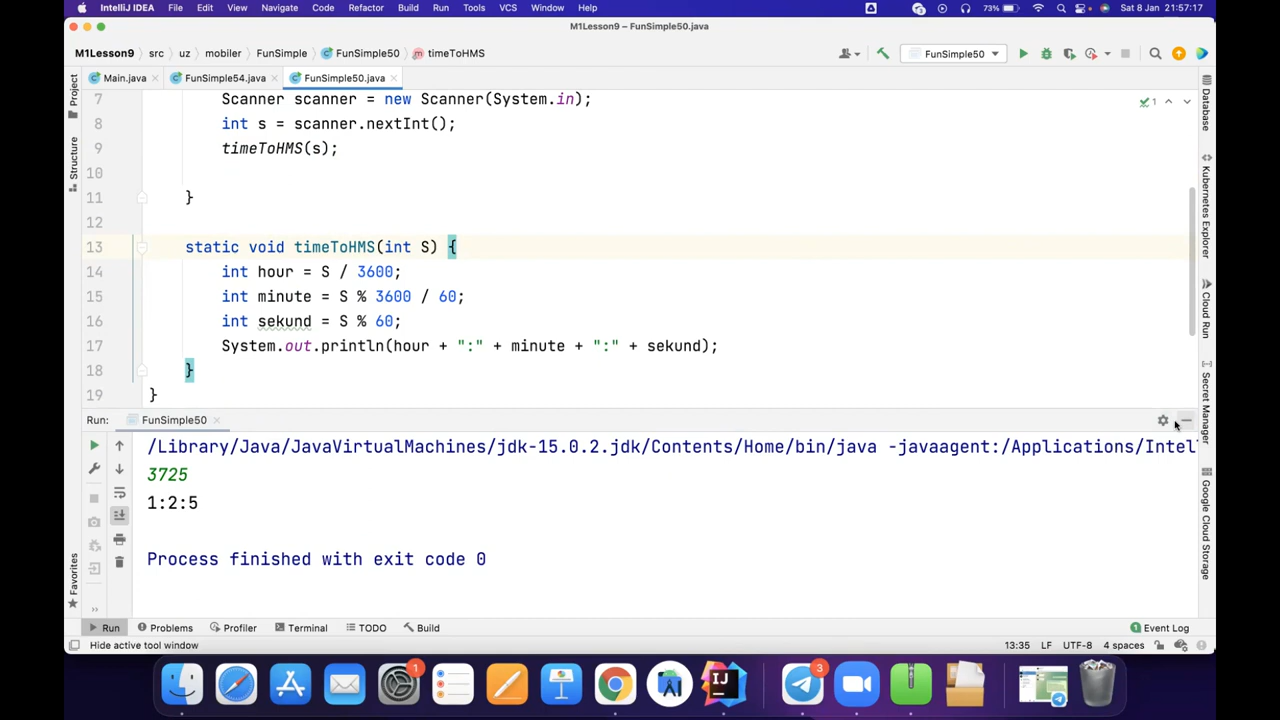 IntelliJ IDEA File Edit View Navigate Code Refactor Build Run Tools VCS Window Help 73% Sat 8 Jan 21:57:17
M1Lesson9 – FunSimple50.java
M1Lesson9 src uz mobiler FunSimple FunSimple50 timeToHMS FunSimple50
Main.java FunSimple54.java FunSimple50.java
Project
Structure
Favorites
Database
Kubernetes Explorer
Cloud Run
Secret Manager
Google Cloud Storage
1
7 Scanner scanner = new Scanner(System.in);
8 int s = scanner.nextInt();
9 timeToHMS(s);
10
11 }
12
13 static void timeToHMS(int S) {
14 int hour = S / 3600;
15 int minute = S % 3600 / 60;
16 int sekund = S % 60;
17 System.out.println(hour + ":" + minute + ":" + sekund);
18 }
19 }
Run: FunSimple50
/Library/Java/JavaVirtualMachines/jdk-15.0.2.jdk/Contents/Home/bin/java -javaagent:/Applications/Intel
3725
1:2:5
Process finished with exit code 0
Run Problems Profiler Terminal TODO Build 1 Event Log
Hide active tool window 13:35 LF UTF-8 4 spaces
1 3